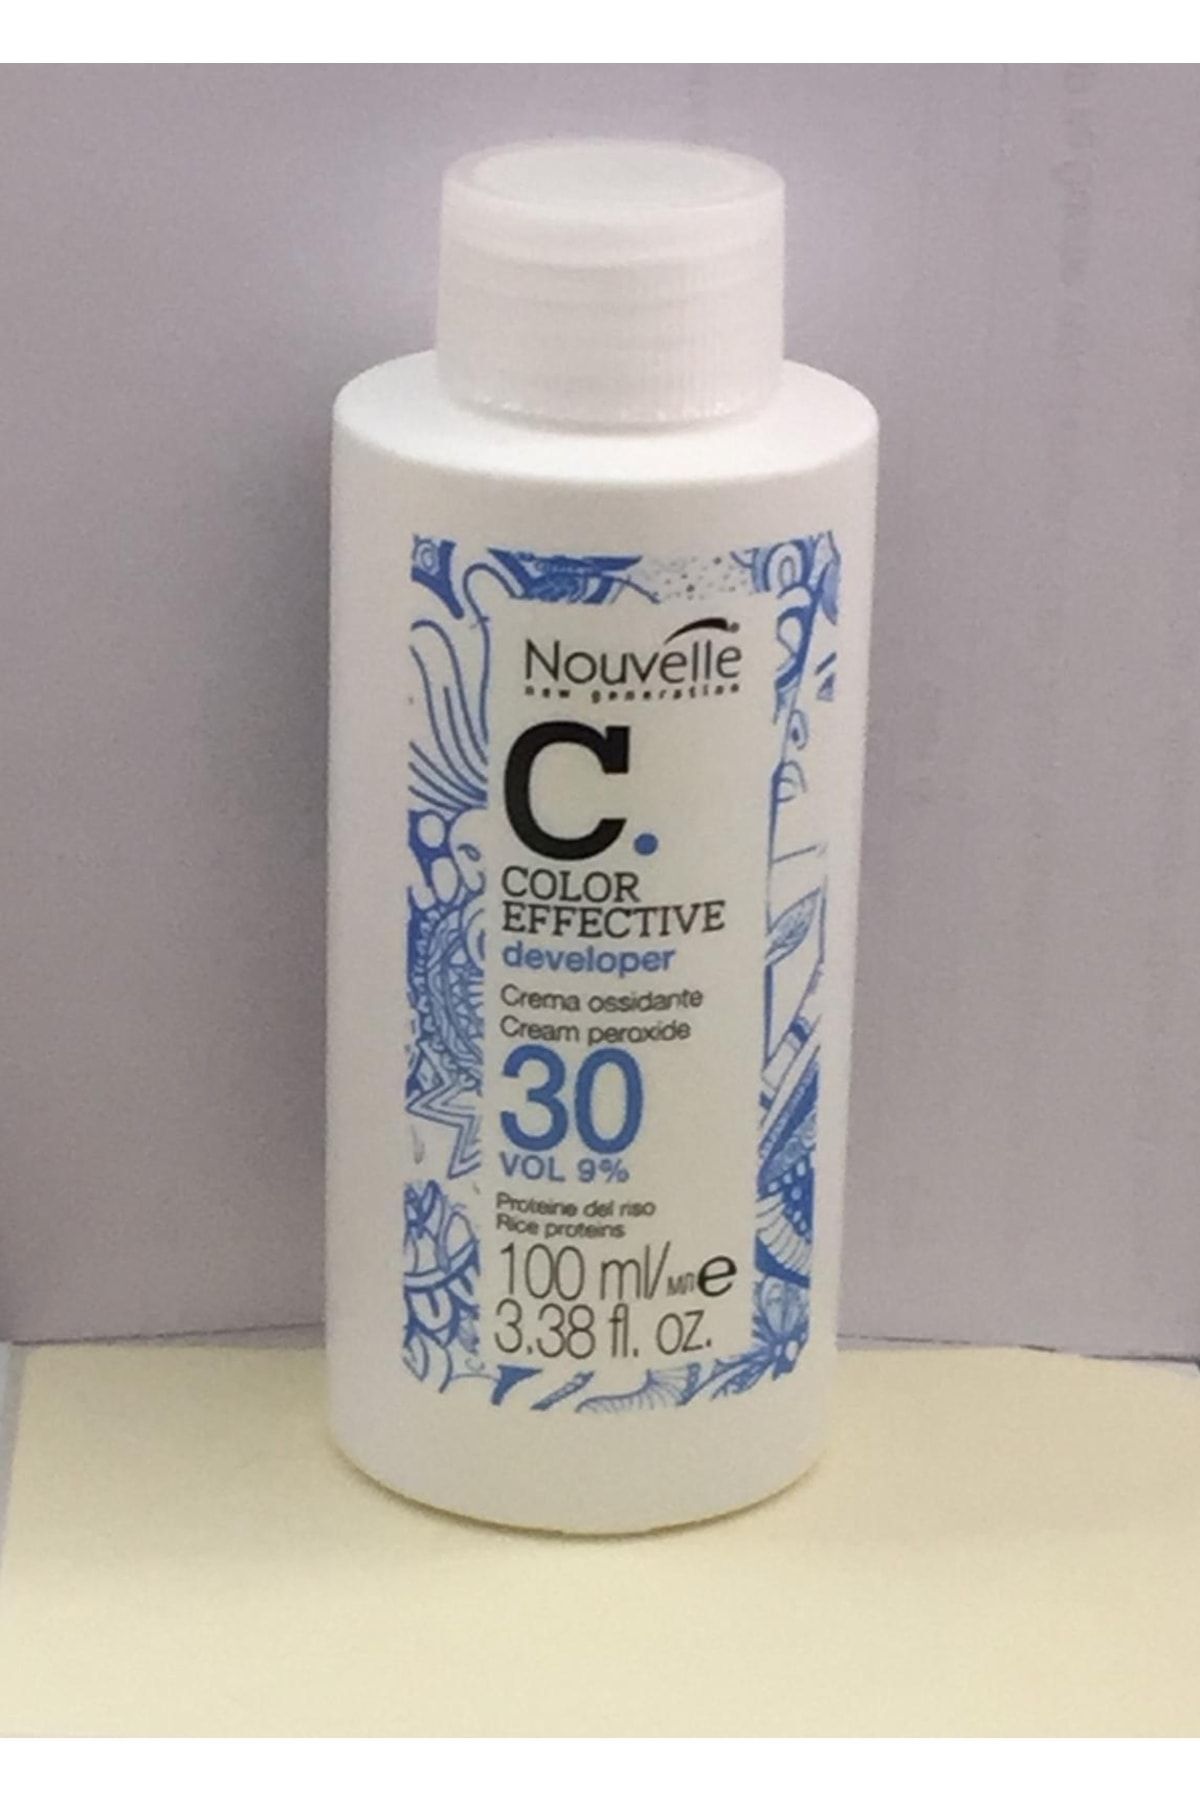 Nouvelle®
new generation
C.
COLOR
EFFECTIVE
developer
Crema ossidante
Cream peroxide
30
VOL 9%
Proteine del riso
Rice proteins
100 ml/мл e
3.38 fl. oz.